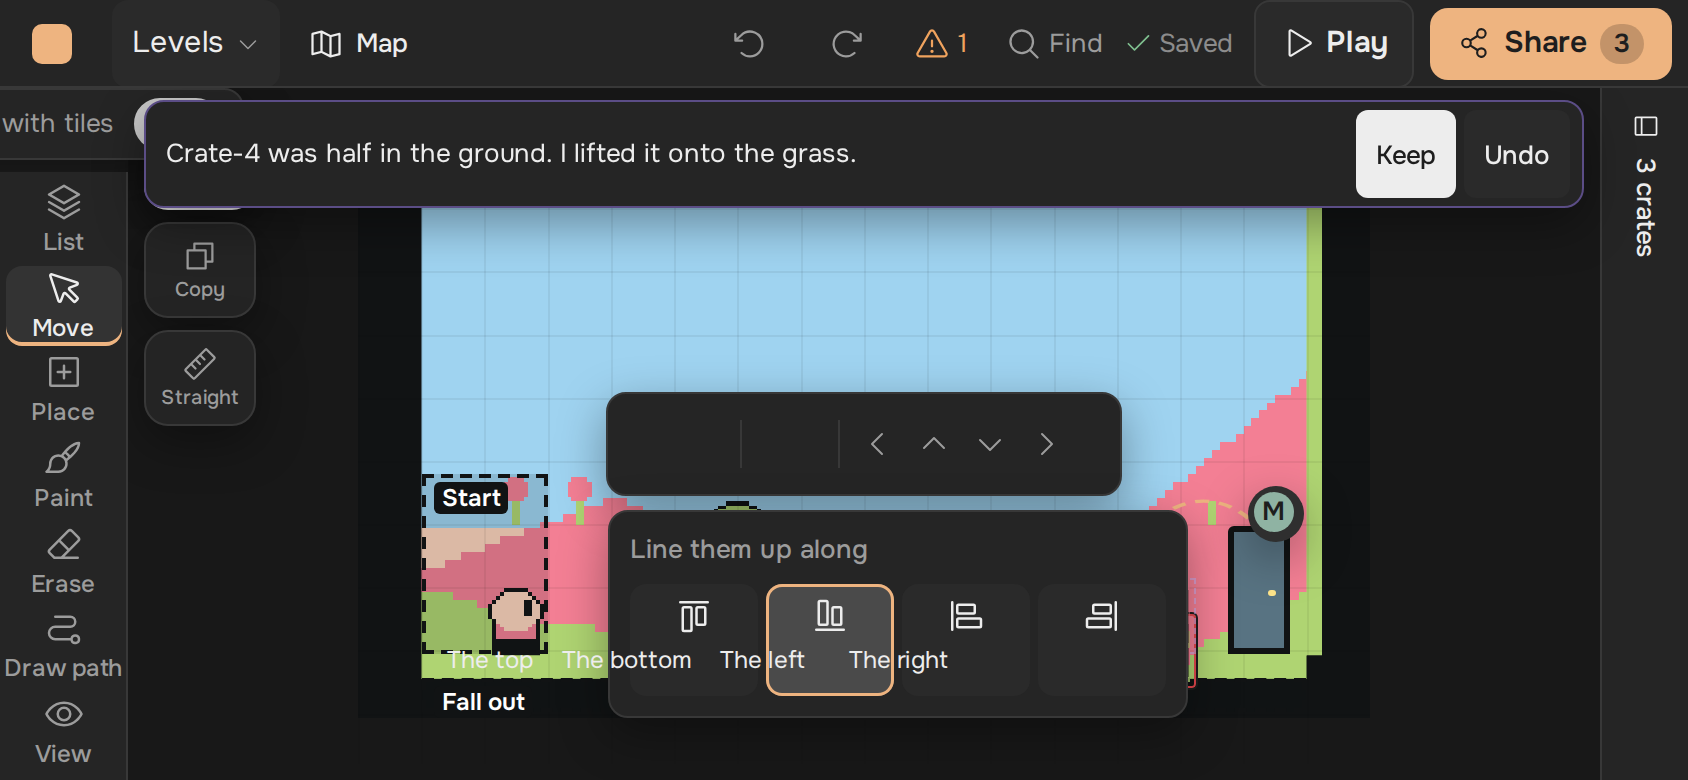 Levels
Map
1
Find
Saved
Play
Share 3
with tiles
Crate-4 was half in the ground. I lifted it onto the grass.
Keep
Undo
3 crates
List
Move
Place
Paint
Erase
Draw path
View
Copy
Straight
Start
M
Line them up along
The top
The bottom
The left
The right
Fall out